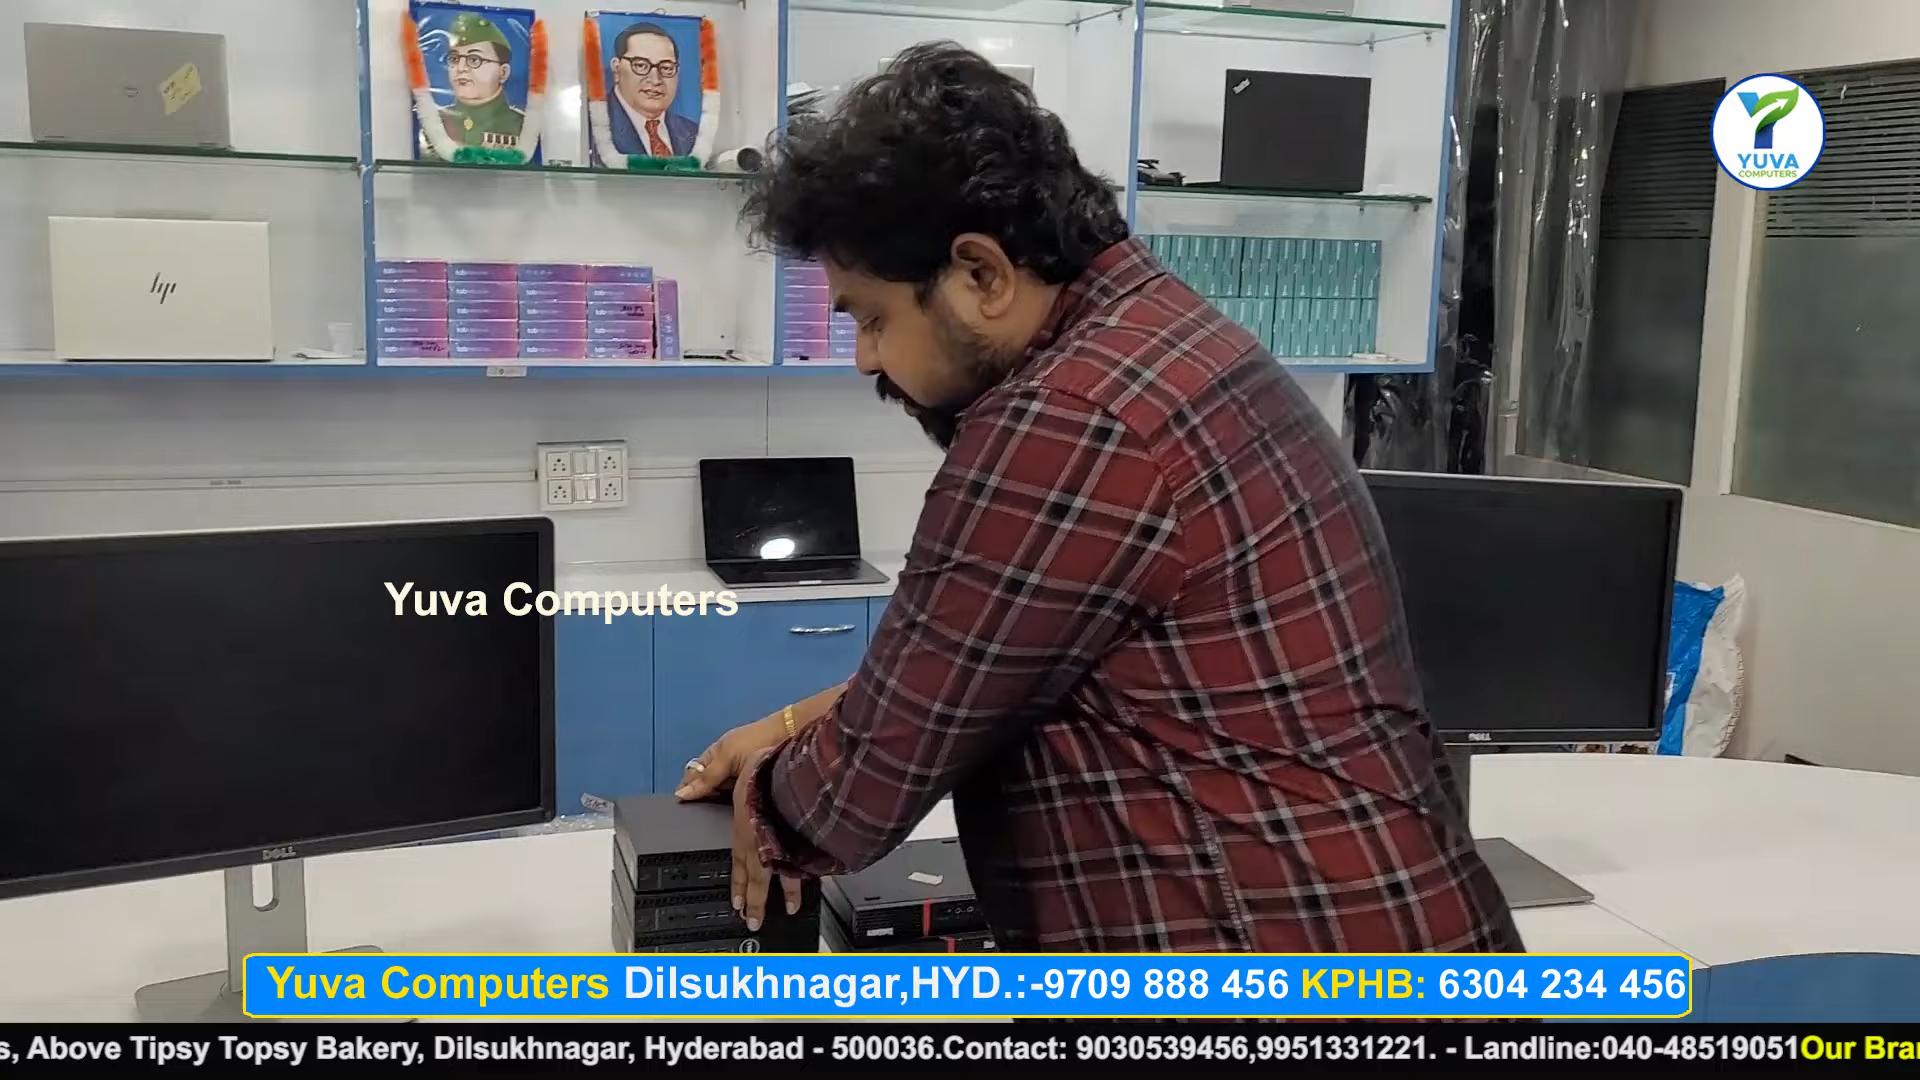 YUVA
COMPUTERS
hp
Yuva Computers
DELL
DELL
Yuva Computers Dilsukhnagar,HYD.:-9709 888 456 KPHB: 6304 234 456
s, Above Tipsy Topsy Bakery, Dilsukhnagar, Hyderabad - 500036.Contact: 9030539456,9951331221. - Landline:040-48519051Our Bra